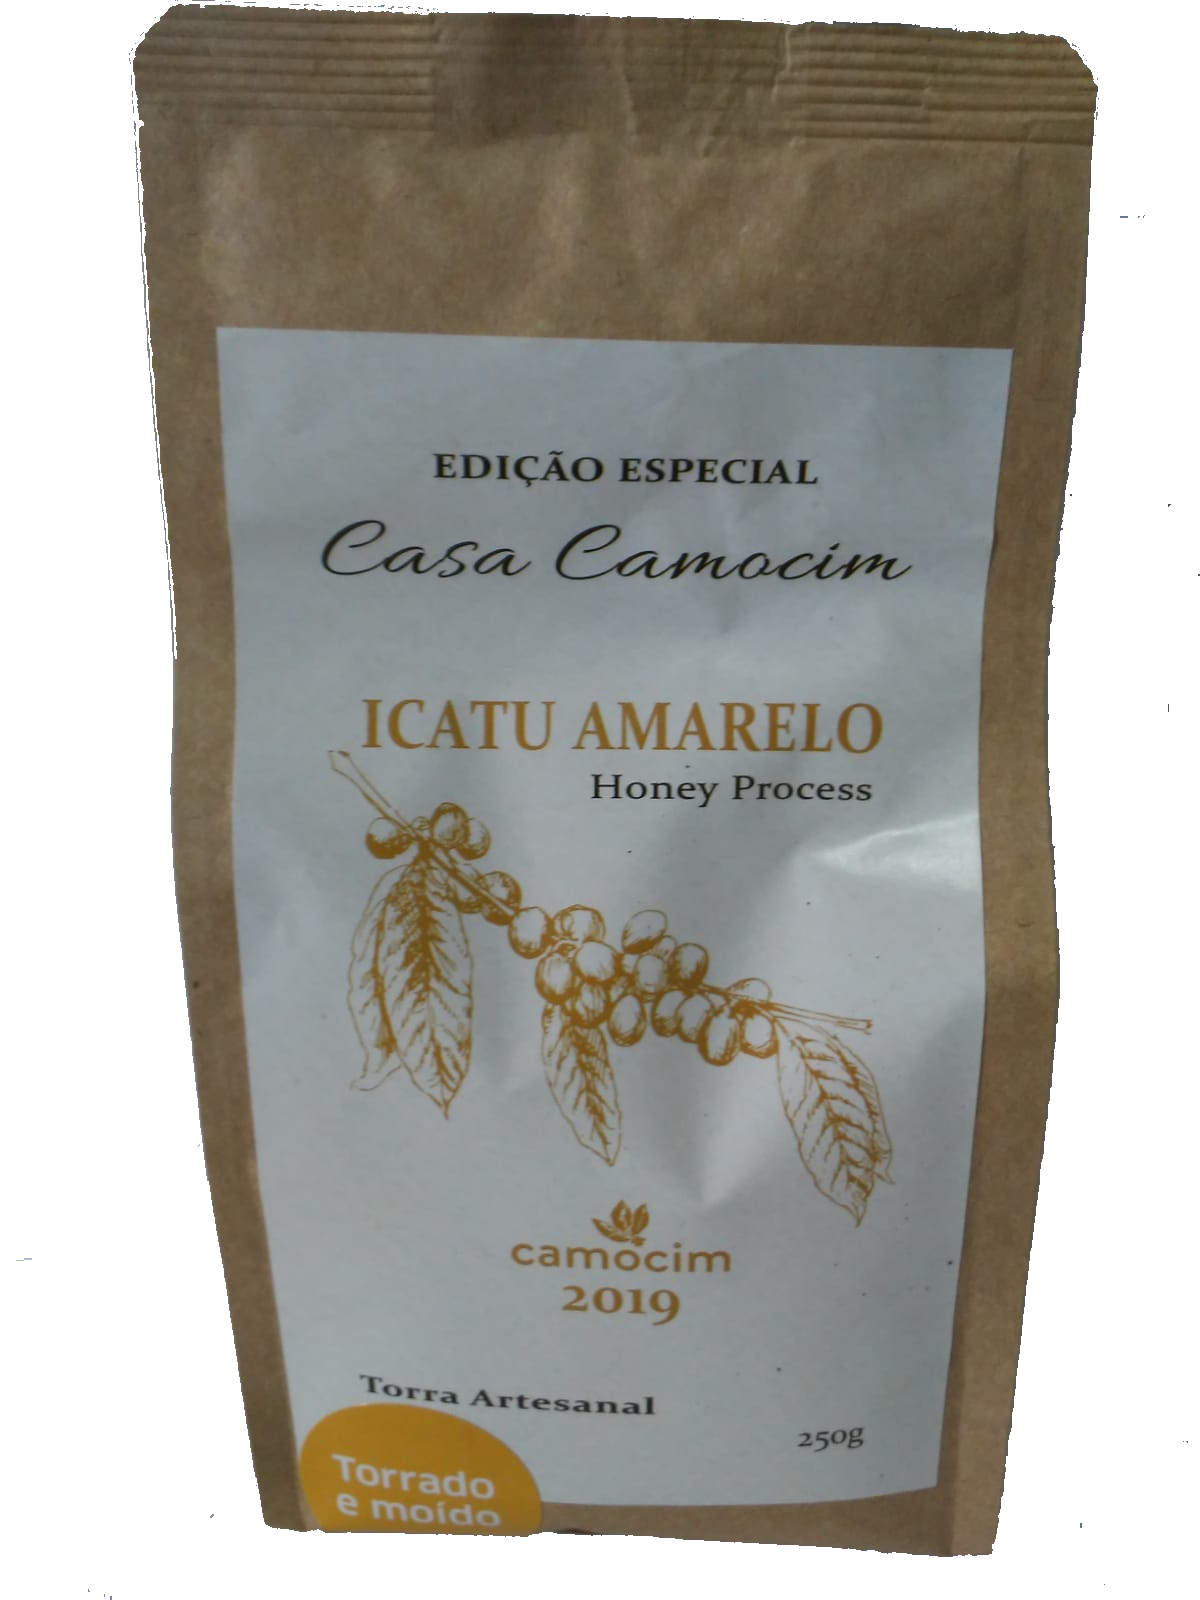 EDIÇÃO ESPECIAL
Casa Camocim
ICATU AMARELO
Honey Process
camocim
2019
Torra Artesanal
250g
Torrado
e moído